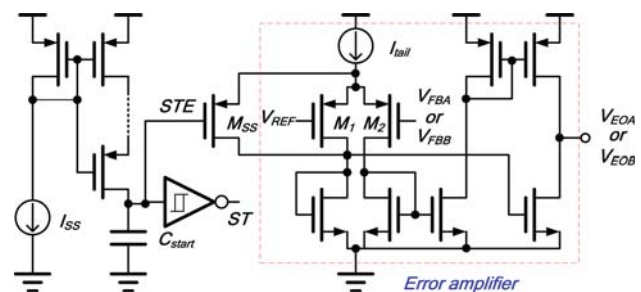 I_tail
STE
M_SS
V_REF
M_1
M_2
V_FBA
or
V_FBB
V_EOA
or
V_EOB
I_SS
C_start
ST
Error amplifier